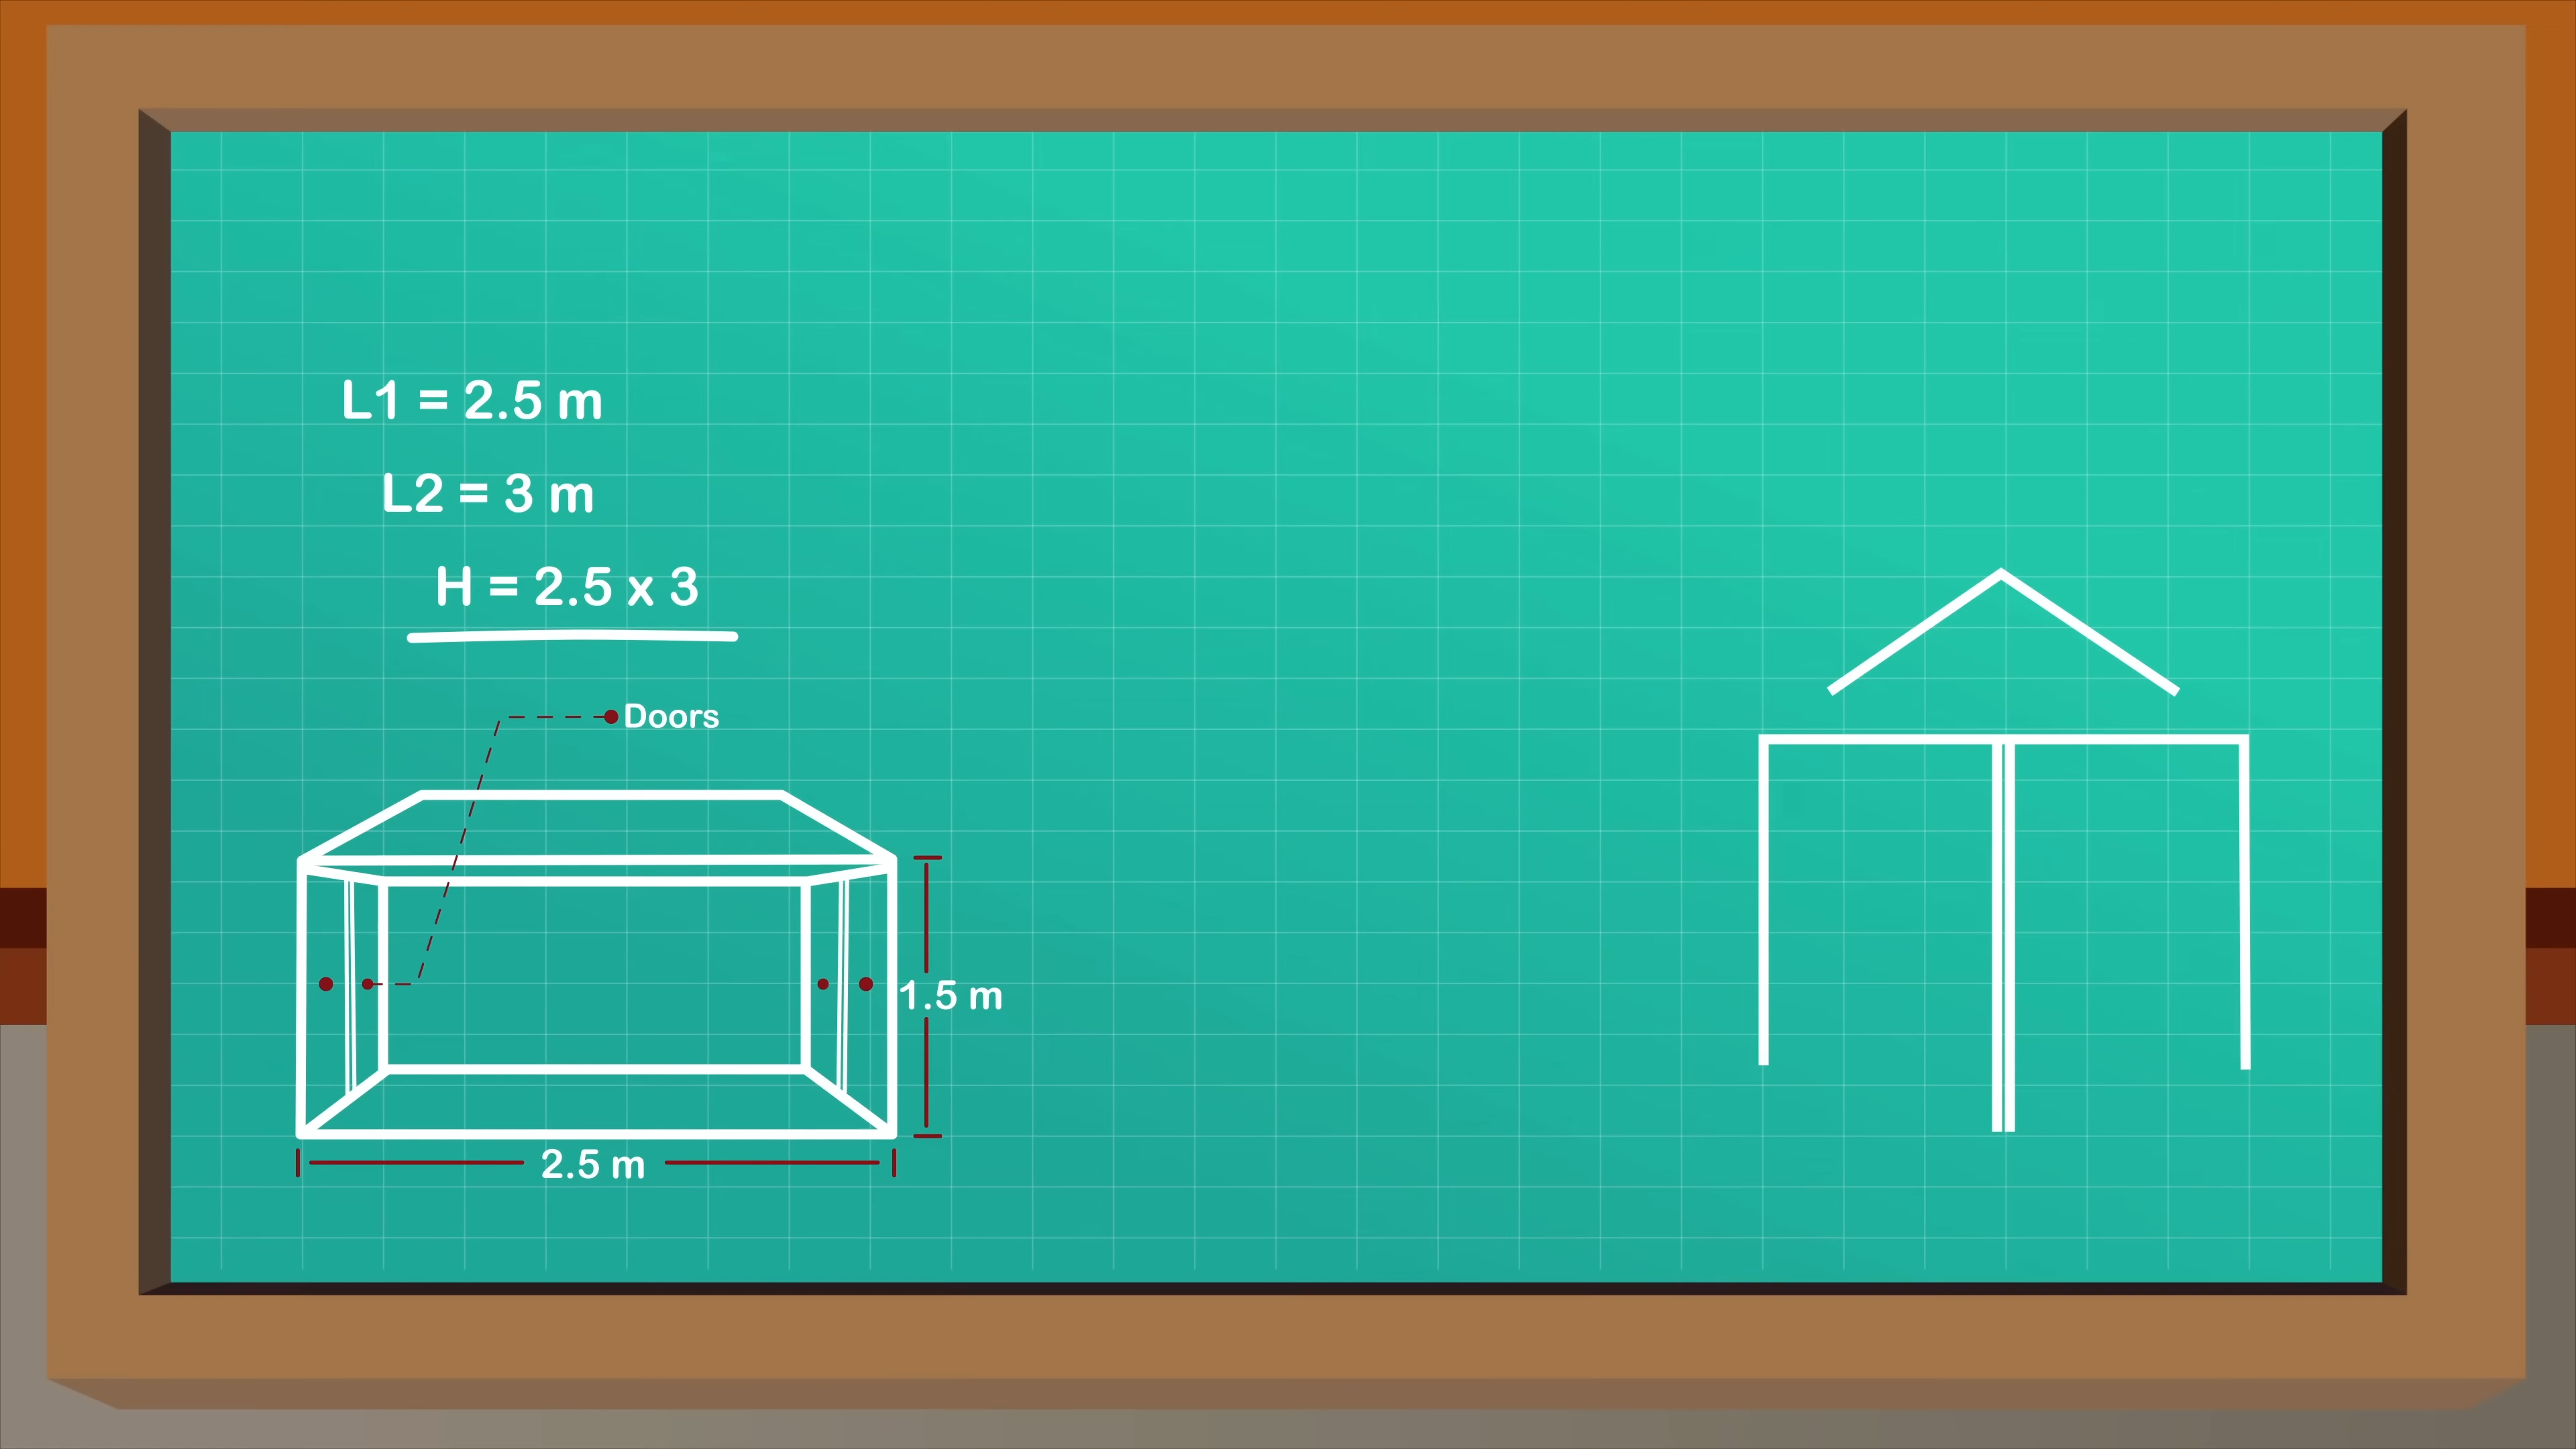 L1 = 2.5 m
L2 = 3 m
H = 2.5 x 3
Doors
1.5 m
2.5 m